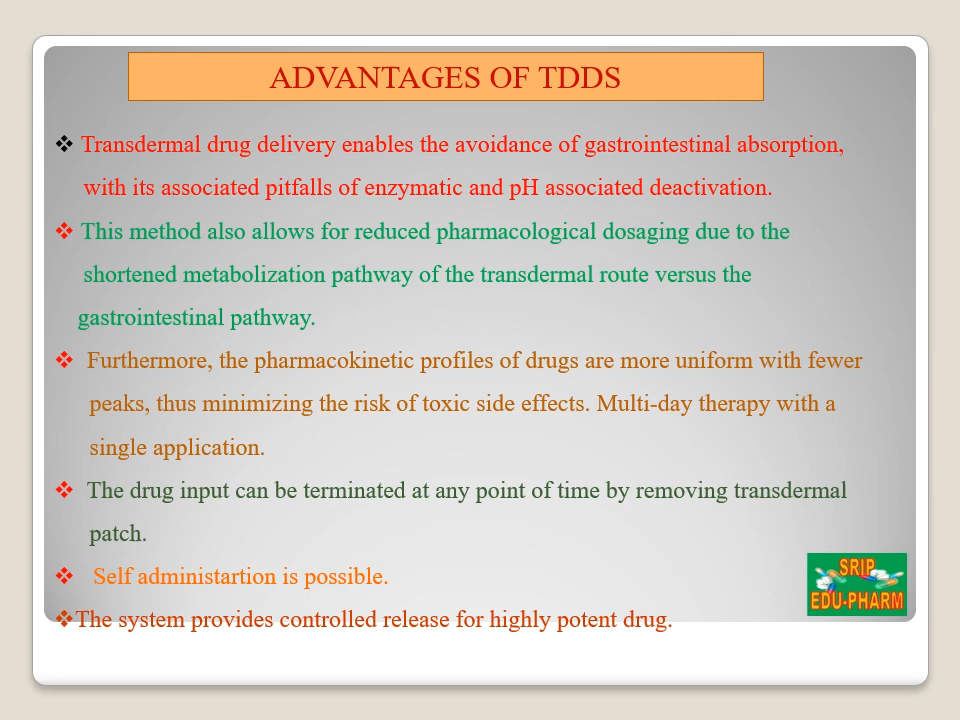 ADVANTAGES OF TDDS
❖ Transdermal drug delivery enables the avoidance of gastrointestinal absorption,
with its associated pitfalls of enzymatic and pH associated deactivation.
❖ This method also allows for reduced pharmacological dosaging due to the
shortened metabolization pathway of the transdermal route versus the
gastrointestinal pathway.
❖ Furthermore, the pharmacokinetic profiles of drugs are more uniform with fewer
peaks, thus minimizing the risk of toxic side effects. Multi-day therapy with a
single application.
❖ The drug input can be terminated at any point of time by removing transdermal
patch.
❖ Self administartion is possible.
❖The system provides controlled release for highly potent drug.
SRIP
EDU-PHARM